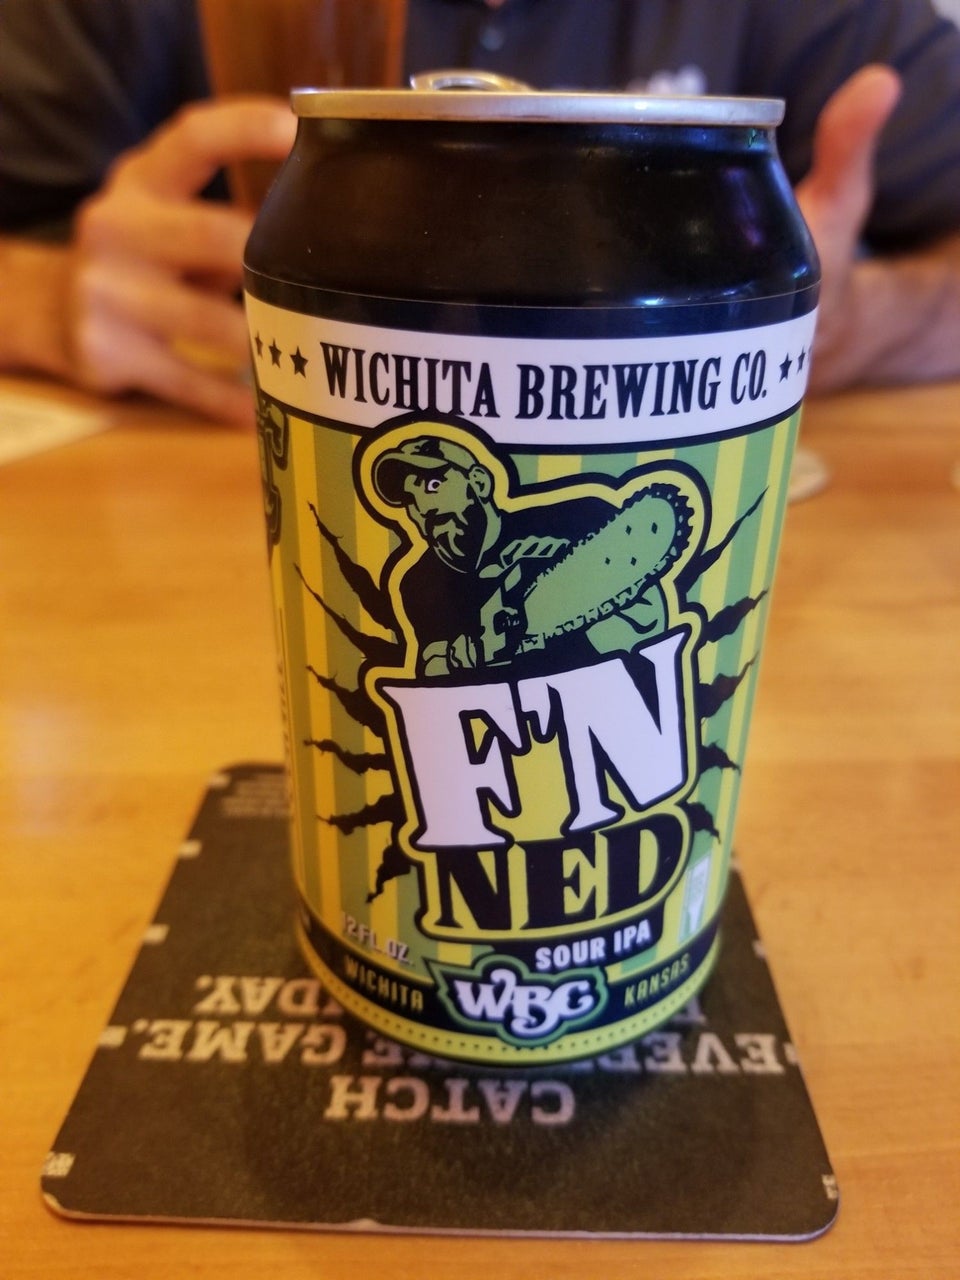 WICHITA BREWING CO.
F'N
NED
12 FL. OZ.
SOUR IPA
WICHITA
WBC
KANSAS
CATCH
GAME.